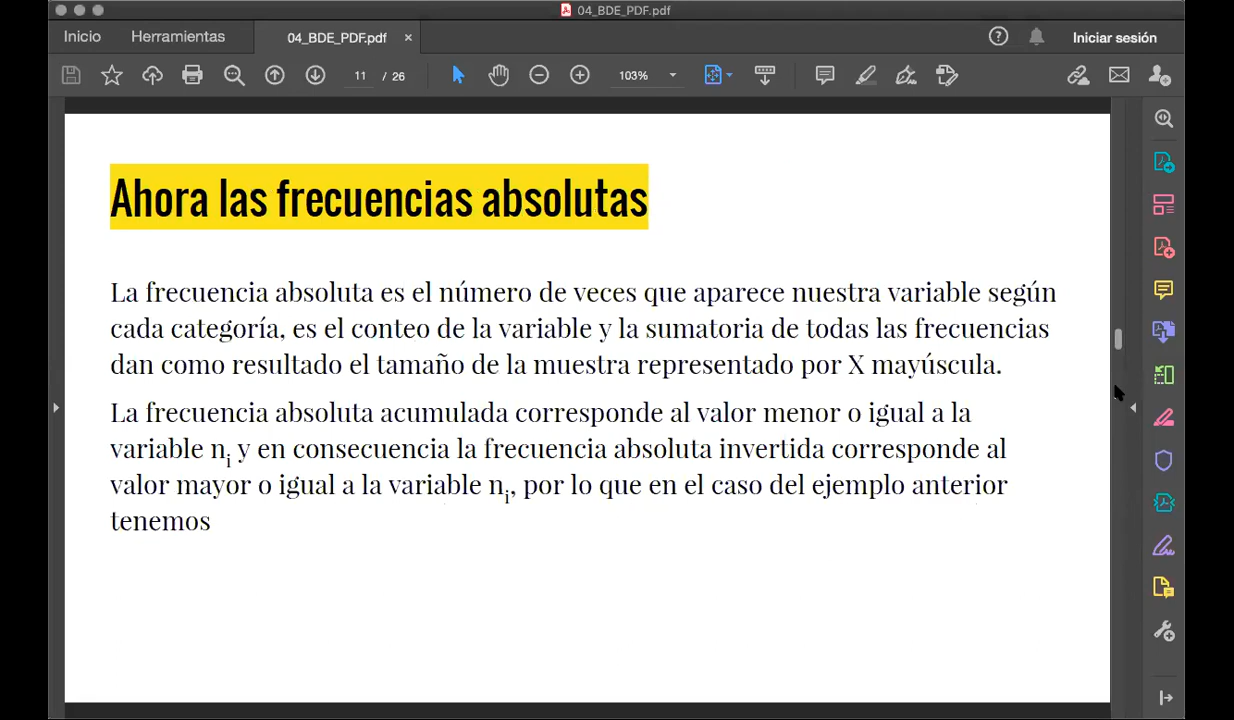 04_BDE_PDF.pdf
Inicio Herramientas 04_BDE_PDF.pdf × Iniciar sesión
11 / 26 103%
Ahora las frecuencias absolutas
La frecuencia absoluta es el número de veces que aparece nuestra variable según
cada categoría, es el conteo de la variable y la sumatoria de todas las frecuencias
dan como resultado el tamaño de la muestra representado por X mayúscula.
La frecuencia absoluta acumulada corresponde al valor menor o igual a la
variable ni y en consecuencia la frecuencia absoluta invertida corresponde al
valor mayor o igual a la variable ni, por lo que en el caso del ejemplo anterior
tenemos